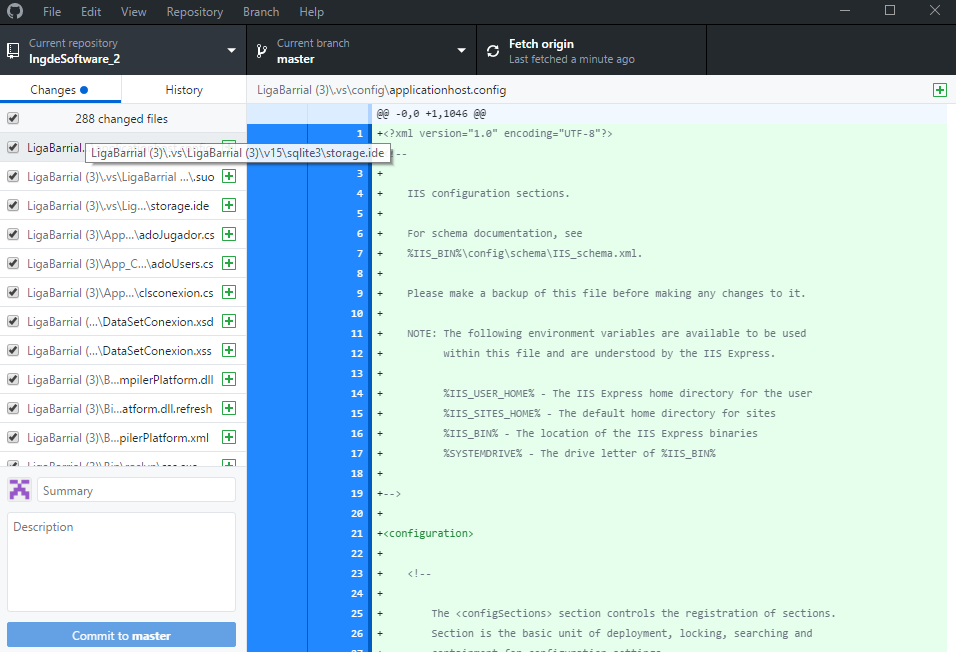 File Edit View Repository Branch Help
Current repository
IngdeSoftware_2
Current branch
master
Fetch origin
Last fetched a minute ago
Changes
History
288 changed files
LigaBarrial.
LigaBarrial (3)\.vs\LigaBarrial (3)\v15\sqlite3\storage.ide
LigaBarrial (3)\.vs\LigaBarrial ...\.suo
LigaBarrial (3)\.vs\Lig...\storage.ide
LigaBarrial (3)\App...\adoJugador.cs
LigaBarrial (3)\App_C...\adoUsers.cs
LigaBarrial (3)\App...\clsconexion.cs
LigaBarrial (...\DataSetConexion.xsd
LigaBarrial (...\DataSetConexion.xss
LigaBarrial (3)\B...mpilerPlatform.dll
LigaBarrial (3)\Bi...atform.dll.refresh
LigaBarrial (3)\B...pilerPlatform.xml
Summary
Description
Commit to master
LigaBarrial (3)\.vs\config\applicationhost.config
@@ -0,0 +1,1046 @@
1 +<?xml version="1.0" encoding="UTF-8"?>
--
3 +
4 + IIS configuration sections.
5 +
6 + For schema documentation, see
7 + %IIS_BIN%\config\schema\IIS_schema.xml.
8 +
9 + Please make a backup of this file before making any changes to it.
10 +
11 + NOTE: The following environment variables are available to be used
12 + within this file and are understood by the IIS Express.
13 +
14 + %IIS_USER_HOME% - The IIS Express home directory for the user
15 + %IIS_SITES_HOME% - The default home directory for sites
16 + %IIS_BIN% - The location of the IIS Express binaries
17 + %SYSTEMDRIVE% - The drive letter of %IIS_BIN%
18 +
19 +-->
20 +
21 +<configuration>
22 +
23 + <!--
24 +
25 + The <configSections> section controls the registration of sections.
26 + Section is the basic unit of deployment, locking, searching and